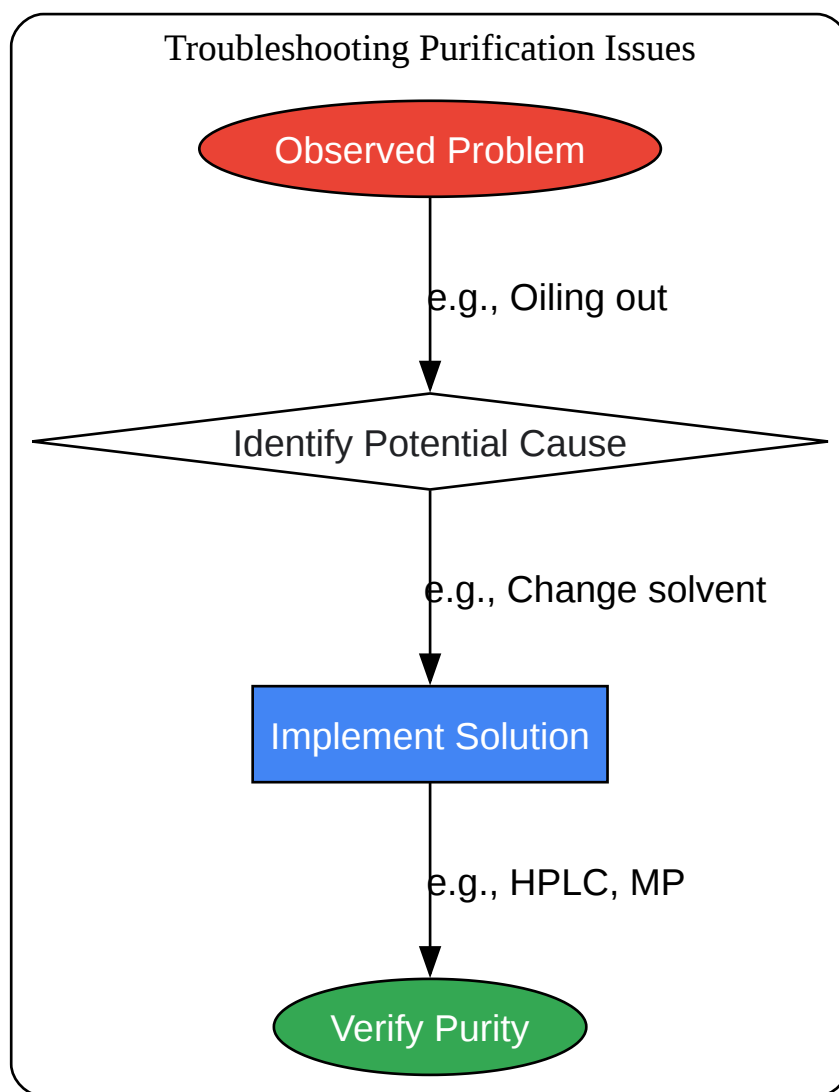 Troubleshooting Purification Issues
Observed Problem
e.g., Oiling out
Identify Potential Cause
e.g., Change solvent
Implement Solution
e.g., HPLC, MP
Verify Purity